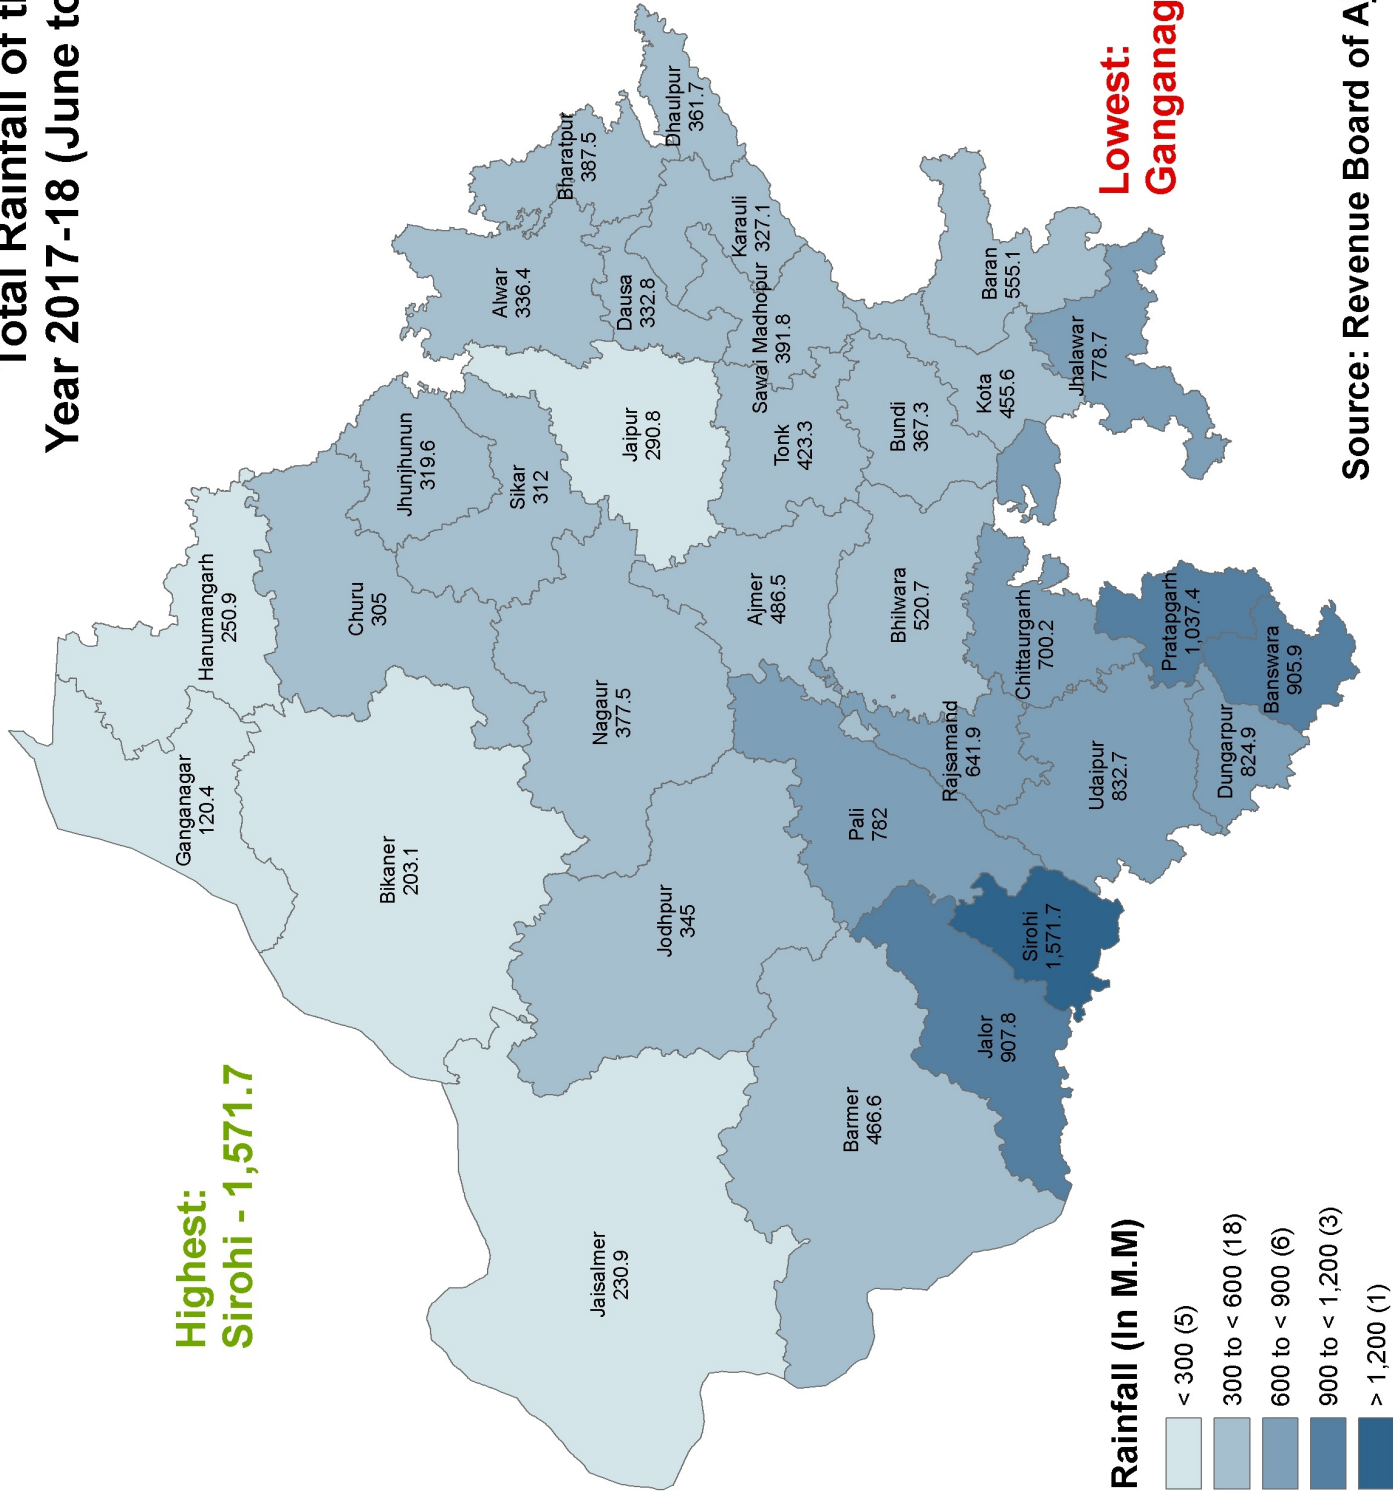 Total Rainfall of
Year 2017-18 (June to
Highest:
Sirohi - 1,571.7
Ganganagar
120.4
Hanumangarh
250.9
Bikaner
203.1
Churu
305
Jhunjhunun
319.6
Sikar
312
Alwar
336.4
Bharatpur
387.5
Dhaulpur
361.7
Dausa
332.8
Karauli
327.1
Jaipur
290.8
Sawai Madhopur
391.8
Tonk
423.3
Nagaur
377.5
Jodhpur
345
Jaisalmer
230.9
Barmer
466.6
Ajmer
486.5
Bhilwara
520.7
Bundi
367.3
Kota
455.6
Baran
555.1
Jhalawar
778.7
Pali
782
Rajsamand
641.9
Chittaurgarh
700.2
Udaipur
832.7
Dungarpur
824.9
Pratapgarh
1,037.4
Banswara
905.9
Sirohi
1,571.7
Jalor
907.8
Lowest:
Rainfall (In M.M)
< 300 (5)
300 to < 600 (18)
600 to < 900 (6)
900 to < 1,200 (3)
> 1,200 (1)
Source: Revenue Board of